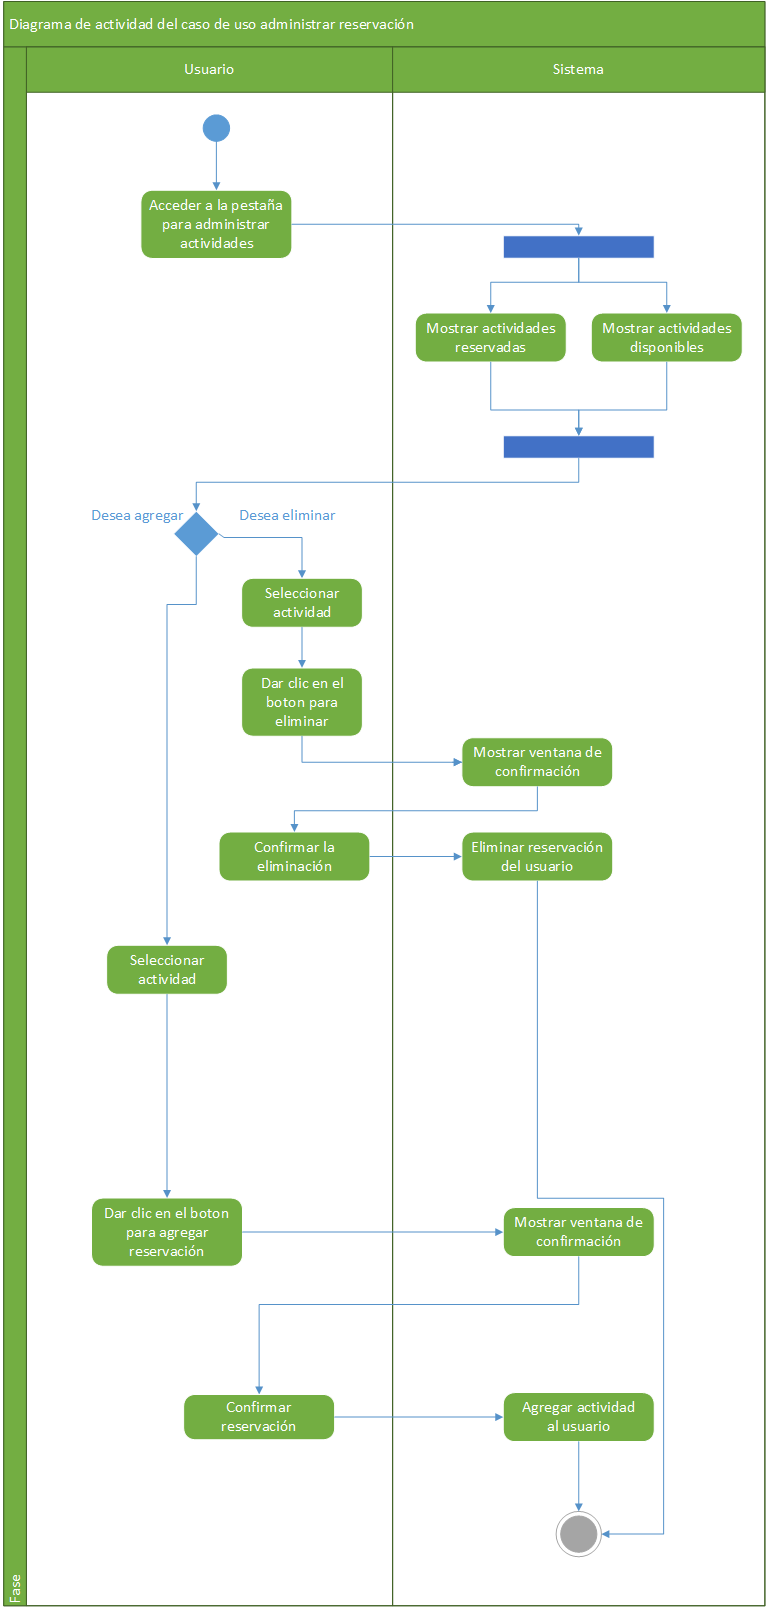 Diagrama de actividad del caso de uso administrar reservación
Usuario
Sistema
Acceder a la pestaña
para administrar
actividades
Mostrar actividades
reservadas
Mostrar actividades
disponibles
Desea agregar
Desea eliminar
Seleccionar
actividad
Dar clic en el
boton para
eliminar
Mostrar ventana de
confirmación
Confirmar la
eliminación
Eliminar reservación
del usuario
Seleccionar
actividad
Dar clic en el boton
para agregar
reservación
Mostrar ventana de
confirmación
Confirmar
reservación
Agregar actividad
al usuario
Fase